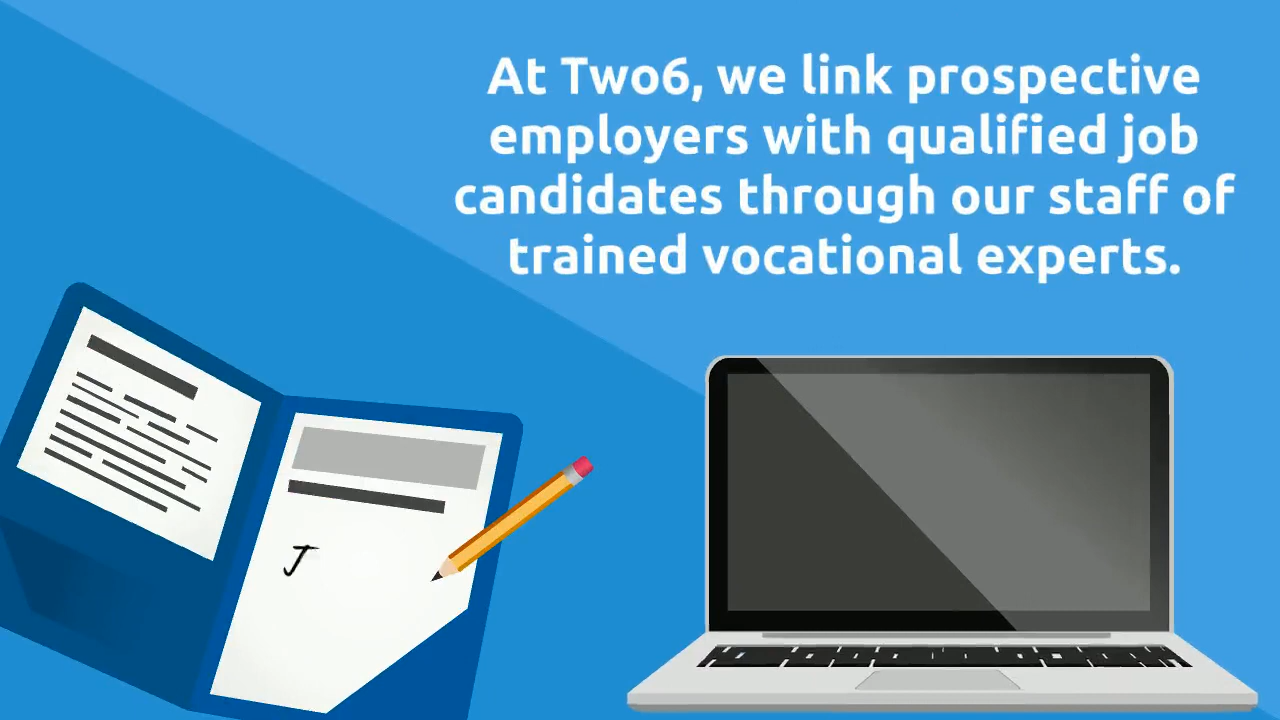 At Two6, we link prospective
employers with qualified job
candidates through our staff of
trained vocational experts.
J